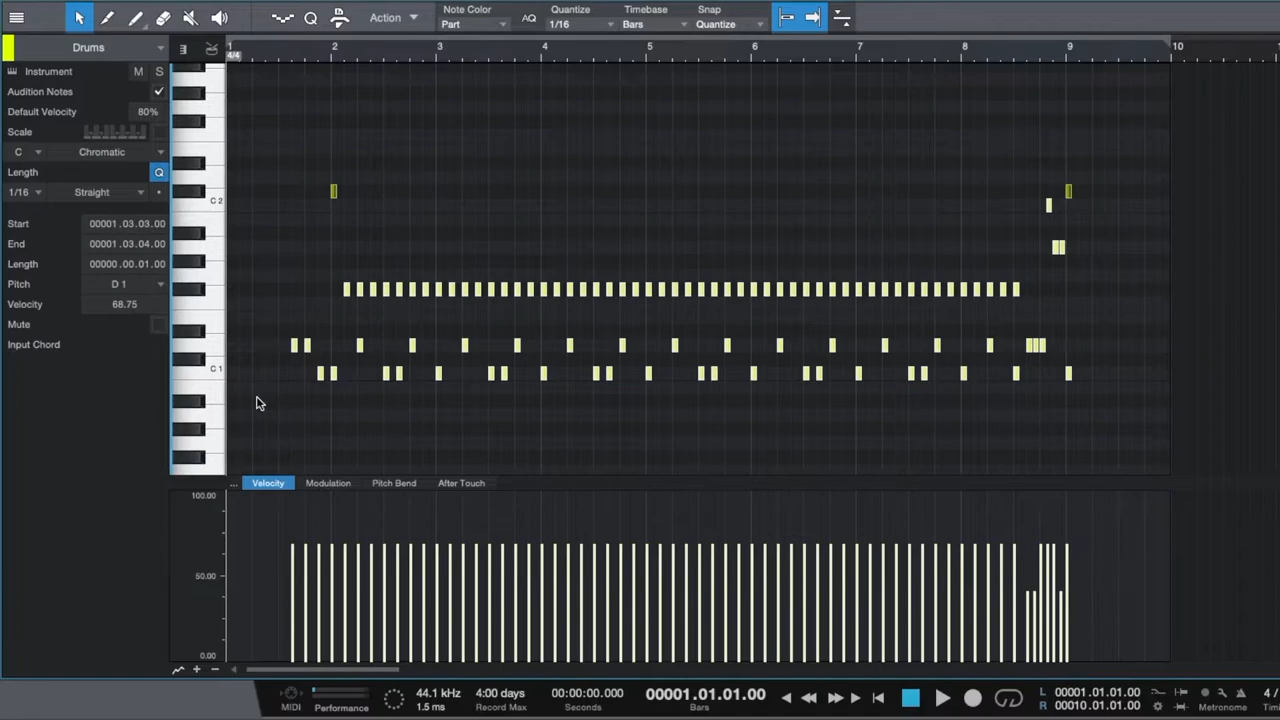 Action
Note Color
Part
AQ
Quantize
1/16
Timebase
Bars
Snap
Quantize
Drums
1 2 3 4 5 6 7 8 9 10
4/4
Instrument M S
Audition Notes
Default Velocity 80%
Scale
C Chromatic
Length Q
1/16 Straight
Start 00001.03.03.00
End 00001.03.04.00
Length 00000.00.01.00
Pitch D 1
Velocity 68.75
Mute
Input Chord
C 2
C 1
... Velocity Modulation Pitch Bend After Touch
100.00
50.00
0.00
MIDI
Performance
44.1 kHz
1.5 ms
4:00 days
Record Max
00:00:00.000
Seconds
00001.01.01.00
Bars
L 00001.01.01.00
R 00010.01.01.00
Metronome
4 /